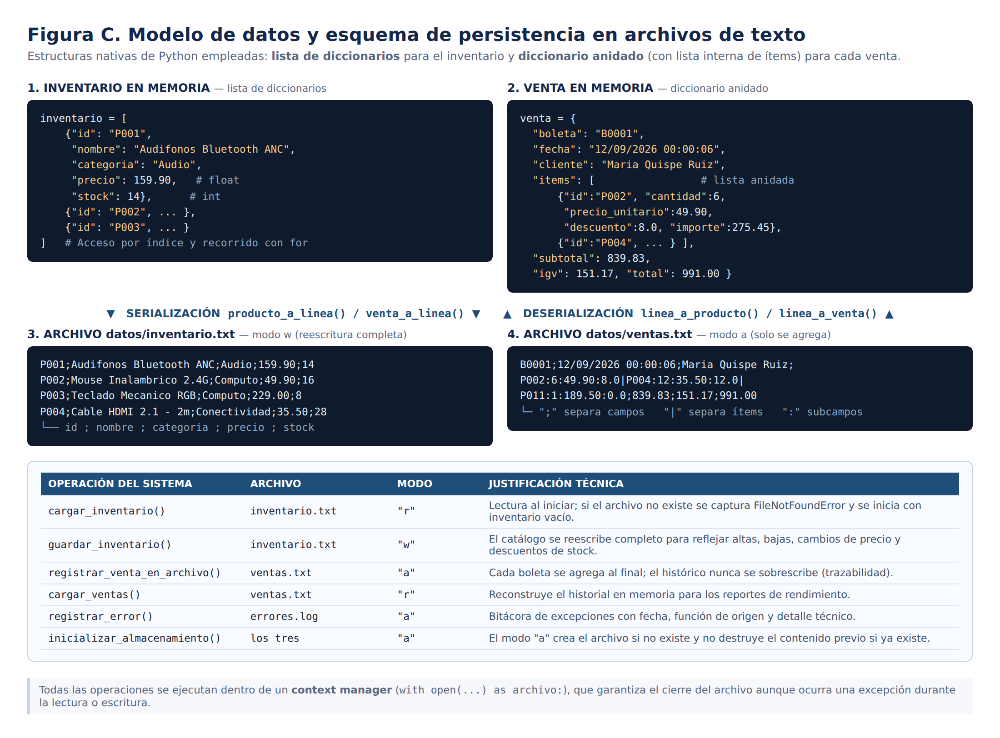 Figura C. Modelo de datos y esquema de persistencia en archivos de texto
Estructuras nativas de Python empleadas: lista de diccionarios para el inventario y diccionario anidado (con lista interna de ítems) para cada venta.
1. INVENTARIO EN MEMORIA — lista de diccionarios
inventario = [
    {"id": "P001",
     "nombre": "Audifonos Bluetooth ANC",
     "categoria": "Audio",
     "precio": 159.90,   # float
     "stock": 14},      # int
    {"id": "P002", ... },
    {"id": "P003", ... }
]   # Acceso por índice y recorrido con for
2. VENTA EN MEMORIA — diccionario anidado
venta = {
  "boleta": "B0001",
  "fecha": "12/09/2026 00:00:06",
  "cliente": "Maria Quispe Ruiz",
  "items": [                 # lista anidada
      {"id":"P002", "cantidad":6,
       "precio_unitario":49.90,
       "descuento":8.0, "importe":275.45},
      {"id":"P004", ... } ],
  "subtotal": 839.83,
  "igv": 151.17, "total": 991.00 }
▼ SERIALIZACIÓN producto_a_linea() / venta_a_linea() ▼ ▲ DESERIALIZACIÓN linea_a_producto() / linea_a_venta() ▲
3. ARCHIVO datos/inventario.txt — modo w (reescritura completa)
P001;Audifonos Bluetooth ANC;Audio;159.90;14
P002;Mouse Inalambrico 2.4G;Computo;49.90;16
P003;Teclado Mecanico RGB;Computo;229.00;8
P004;Cable HDMI 2.1 - 2m;Conectividad;35.50;28
└── id ; nombre ; categoria ; precio ; stock
4. ARCHIVO datos/ventas.txt — modo a (solo se agrega)
B0001;12/09/2026 00:00:06;Maria Quispe Ruiz;
P002:6:49.90:8.0|P004:12:35.50:12.0|
P011:1:189.50:0.0;839.83;151.17;991.00
└─ ";" separa campos   "|" separa ítems   ":" subcampos
OPERACIÓN DEL SISTEMA ARCHIVO MODO JUSTIFICACIÓN TÉCNICA
cargar_inventario() inventario.txt "r" Lectura al iniciar; si el archivo no existe se captura FileNotFoundError y se inicia con
inventario vacío.
guardar_inventario() inventario.txt "w" El catálogo se reescribe completo para reflejar altas, bajas, cambios de precio y
descuentos de stock.
registrar_venta_en_archivo() ventas.txt "a" Cada boleta se agrega al final; el histórico nunca se sobrescribe (trazabilidad).
cargar_ventas() ventas.txt "r" Reconstruye el historial en memoria para los reportes de rendimiento.
registrar_error() errores.log "a" Bitácora de excepciones con fecha, función de origen y detalle técnico.
inicializar_almacenamiento() los tres "a" El modo "a" crea el archivo si no existe y no destruye el contenido previo si ya existe.
Todas las operaciones se ejecutan dentro de un context manager (with open(...) as archivo:), que garantiza el cierre del archivo aunque ocurra una excepción durante
la lectura o escritura.